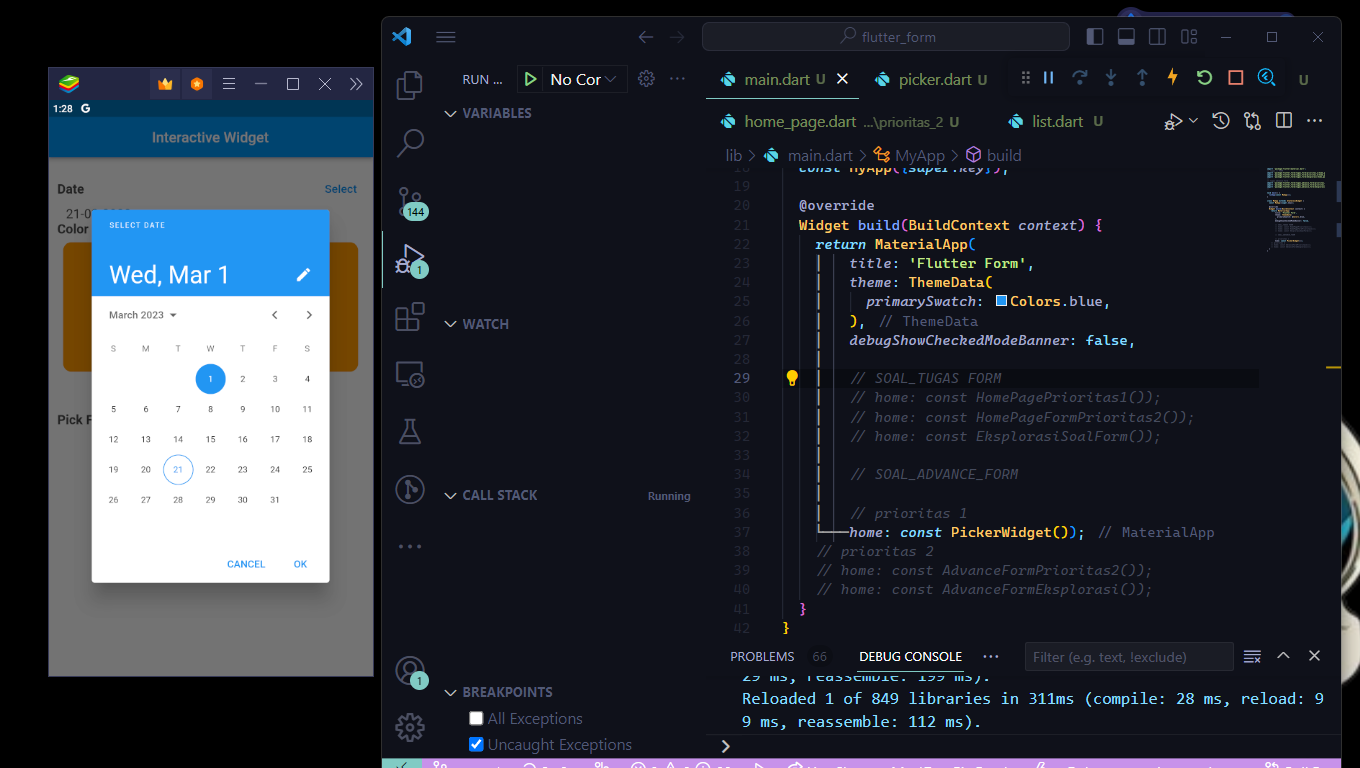 1:28 G
Interactive Widget
Date
Select
21-0
Color
Pick F
SELECT DATE
Wed, Mar 1
March 2023
S M T W T F S
1 2 3 4
5 6 7 8 9 10 11
12 13 14 15 16 17 18
19 20 21 22 23 24 25
26 27 28 29 30 31
CANCEL OK
flutter_form
144
1
1
RUN ...
No Cor
VARIABLES
WATCH
CALL STACK
Running
BREAKPOINTS
All Exceptions
Uncaught Exceptions
main.dart U
picker.dart U
U
home_page.dart ...\prioritas_2 U
list.dart U
lib > main.dart > MyApp > build
18 const MyApp({super.key});
19
20 @override
21 Widget build(BuildContext context) {
22 return MaterialApp(
23 title: 'Flutter Form',
24 theme: ThemeData(
25 primarySwatch: Colors.blue,
26 ), // ThemeData
27 debugShowCheckedModeBanner: false,
28
29 // SOAL_TUGAS FORM
30 // home: const HomePagePrioritas1());
31 // home: const HomePageFormPrioritas2());
32 // home: const EksplorasiSoalForm());
33
34 // SOAL_ADVANCE_FORM
35
36 // prioritas 1
37 home: const PickerWidget()); // MaterialApp
38 // prioritas 2
39 // home: const AdvanceFormPrioritas2());
40 // home: const AdvanceFormEksplorasi());
41 }
42 }
PROBLEMS 66 DEBUG CONSOLE
Filter (e.g. text, !exclude)
29 ms, reassemble: 199 ms).
Reloaded 1 of 849 libraries in 311ms (compile: 28 ms, reload: 9
9 ms, reassemble: 112 ms).